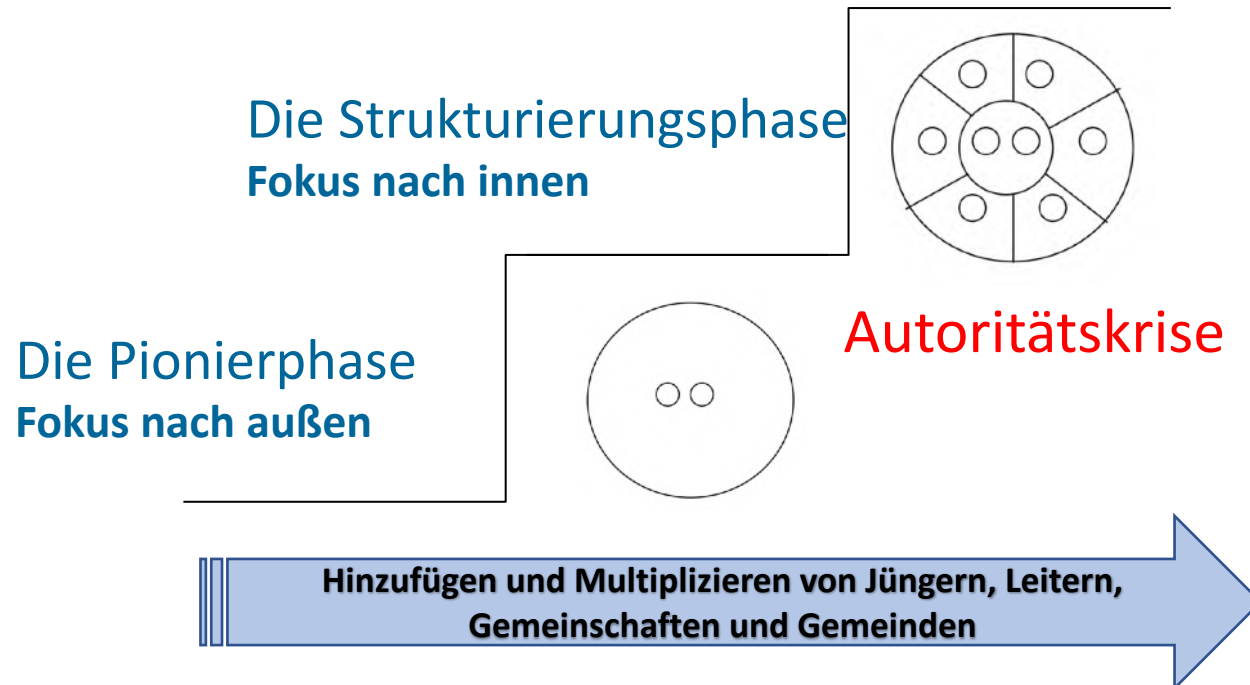 Die Strukturierungsphase
Fokus nach innen
Autoritätskrise
Die Pionierphase
Fokus nach außen
Hinzufügen und Multiplizieren von Jüngern, Leitern,
Gemeinschaften und Gemeinden